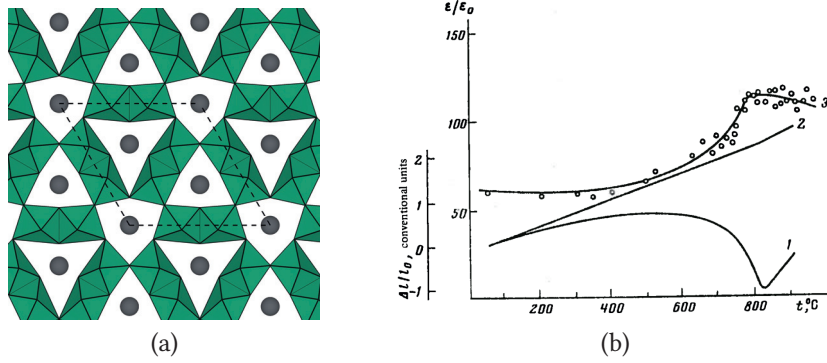 ε/ε₀
150
100
50
Δl/l₀, conventional units
2
1
0
-1
3
2
1
200
400
600
800
t,°C
(a)
(b)